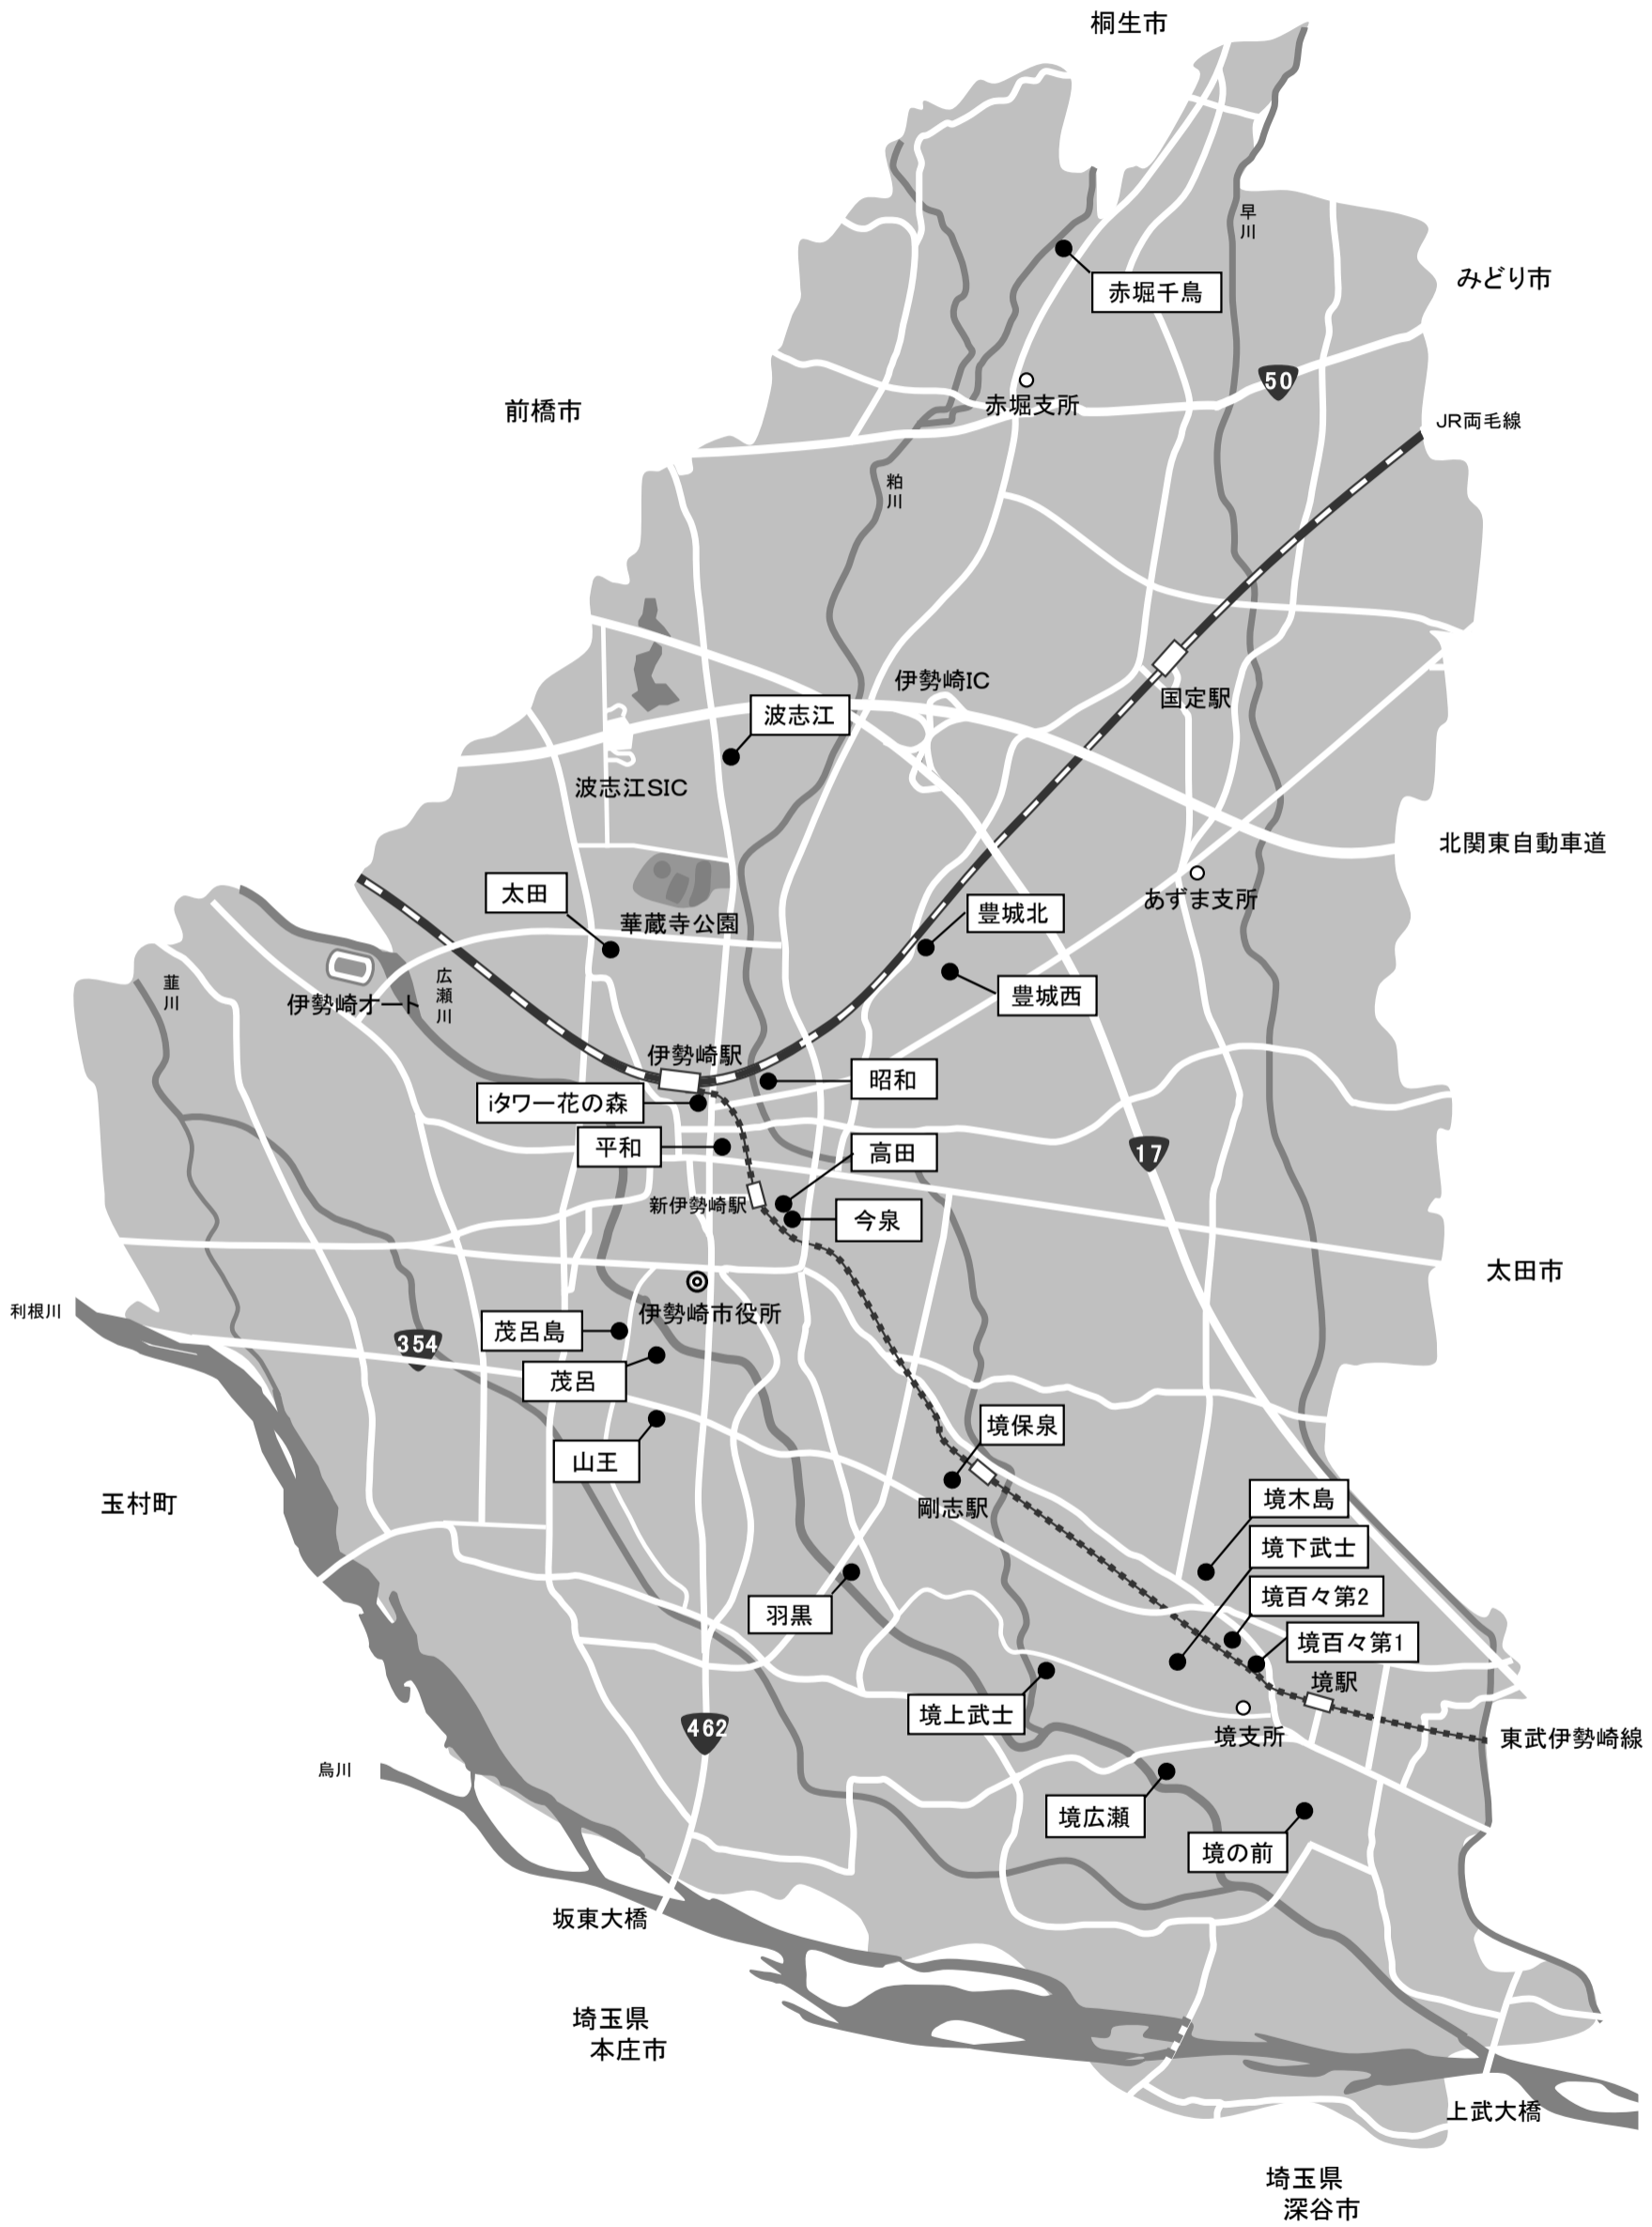 桐生市
早川
みどり市
赤堀千鳥
50
前橋市
赤堀支所
JR両毛線
粕川
伊勢崎IC
国定駅
波志江
波志江SIC
北関東自動車道
太田
あずま支所
華蔵寺公園
豊城北
韮川
広瀬川
伊勢崎オート
豊城西
伊勢崎駅
昭和
iタワー花の森
平和
高田
17
新伊勢崎駅
今泉
太田市
利根川
伊勢崎市役所
茂呂島
354
茂呂
境保泉
山王
玉村町
剛志駅
境木島
境下武士
境百々第2
羽黒
境百々第1
境駅
境上武士
462
境支所
東武伊勢崎線
烏川
境広瀬
境の前
坂東大橋
埼玉県
本庄市
上武大橋
埼玉県
深谷市